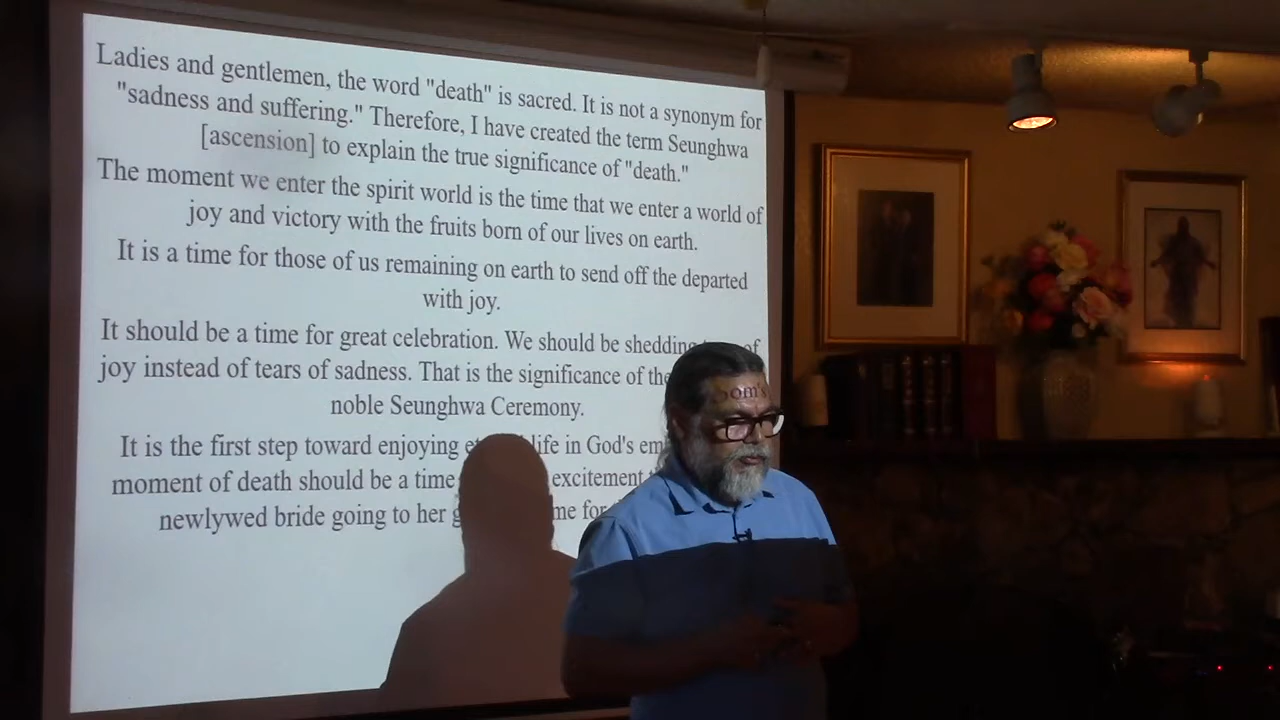 Ladies and gentlemen, the word "death" is sacred. It is not a synonym for
"sadness and suffering." Therefore, I have created the term Seunghwa
[ascension] to explain the true significance of "death."
The moment we enter the spirit world is the time that we enter a world of
joy and victory with the fruits born of our lives on earth.
It is a time for those of us remaining on earth to send off the departed
with joy.
It should be a time for great celebration. We should be shedding of
joy instead of tears of sadness. That is the significance of the
noble Seunghwa Ceremony.
It is the first step toward enjoying life in God's
moment of death should be a time excitement
newlywed bride going to her for
oom's